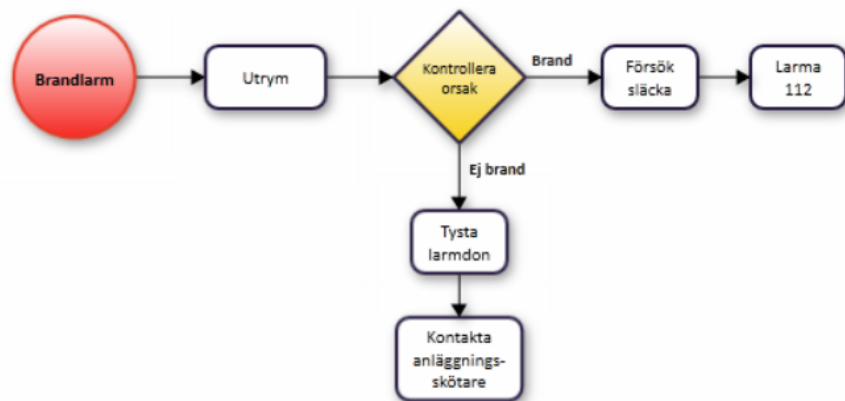 Brandlarm
Utrym
Kontrollera
orsak
Brand
Försök
släcka
Larma
112
Ej brand
Tysta
larmdon
Kontakta
anläggnings-
skötare